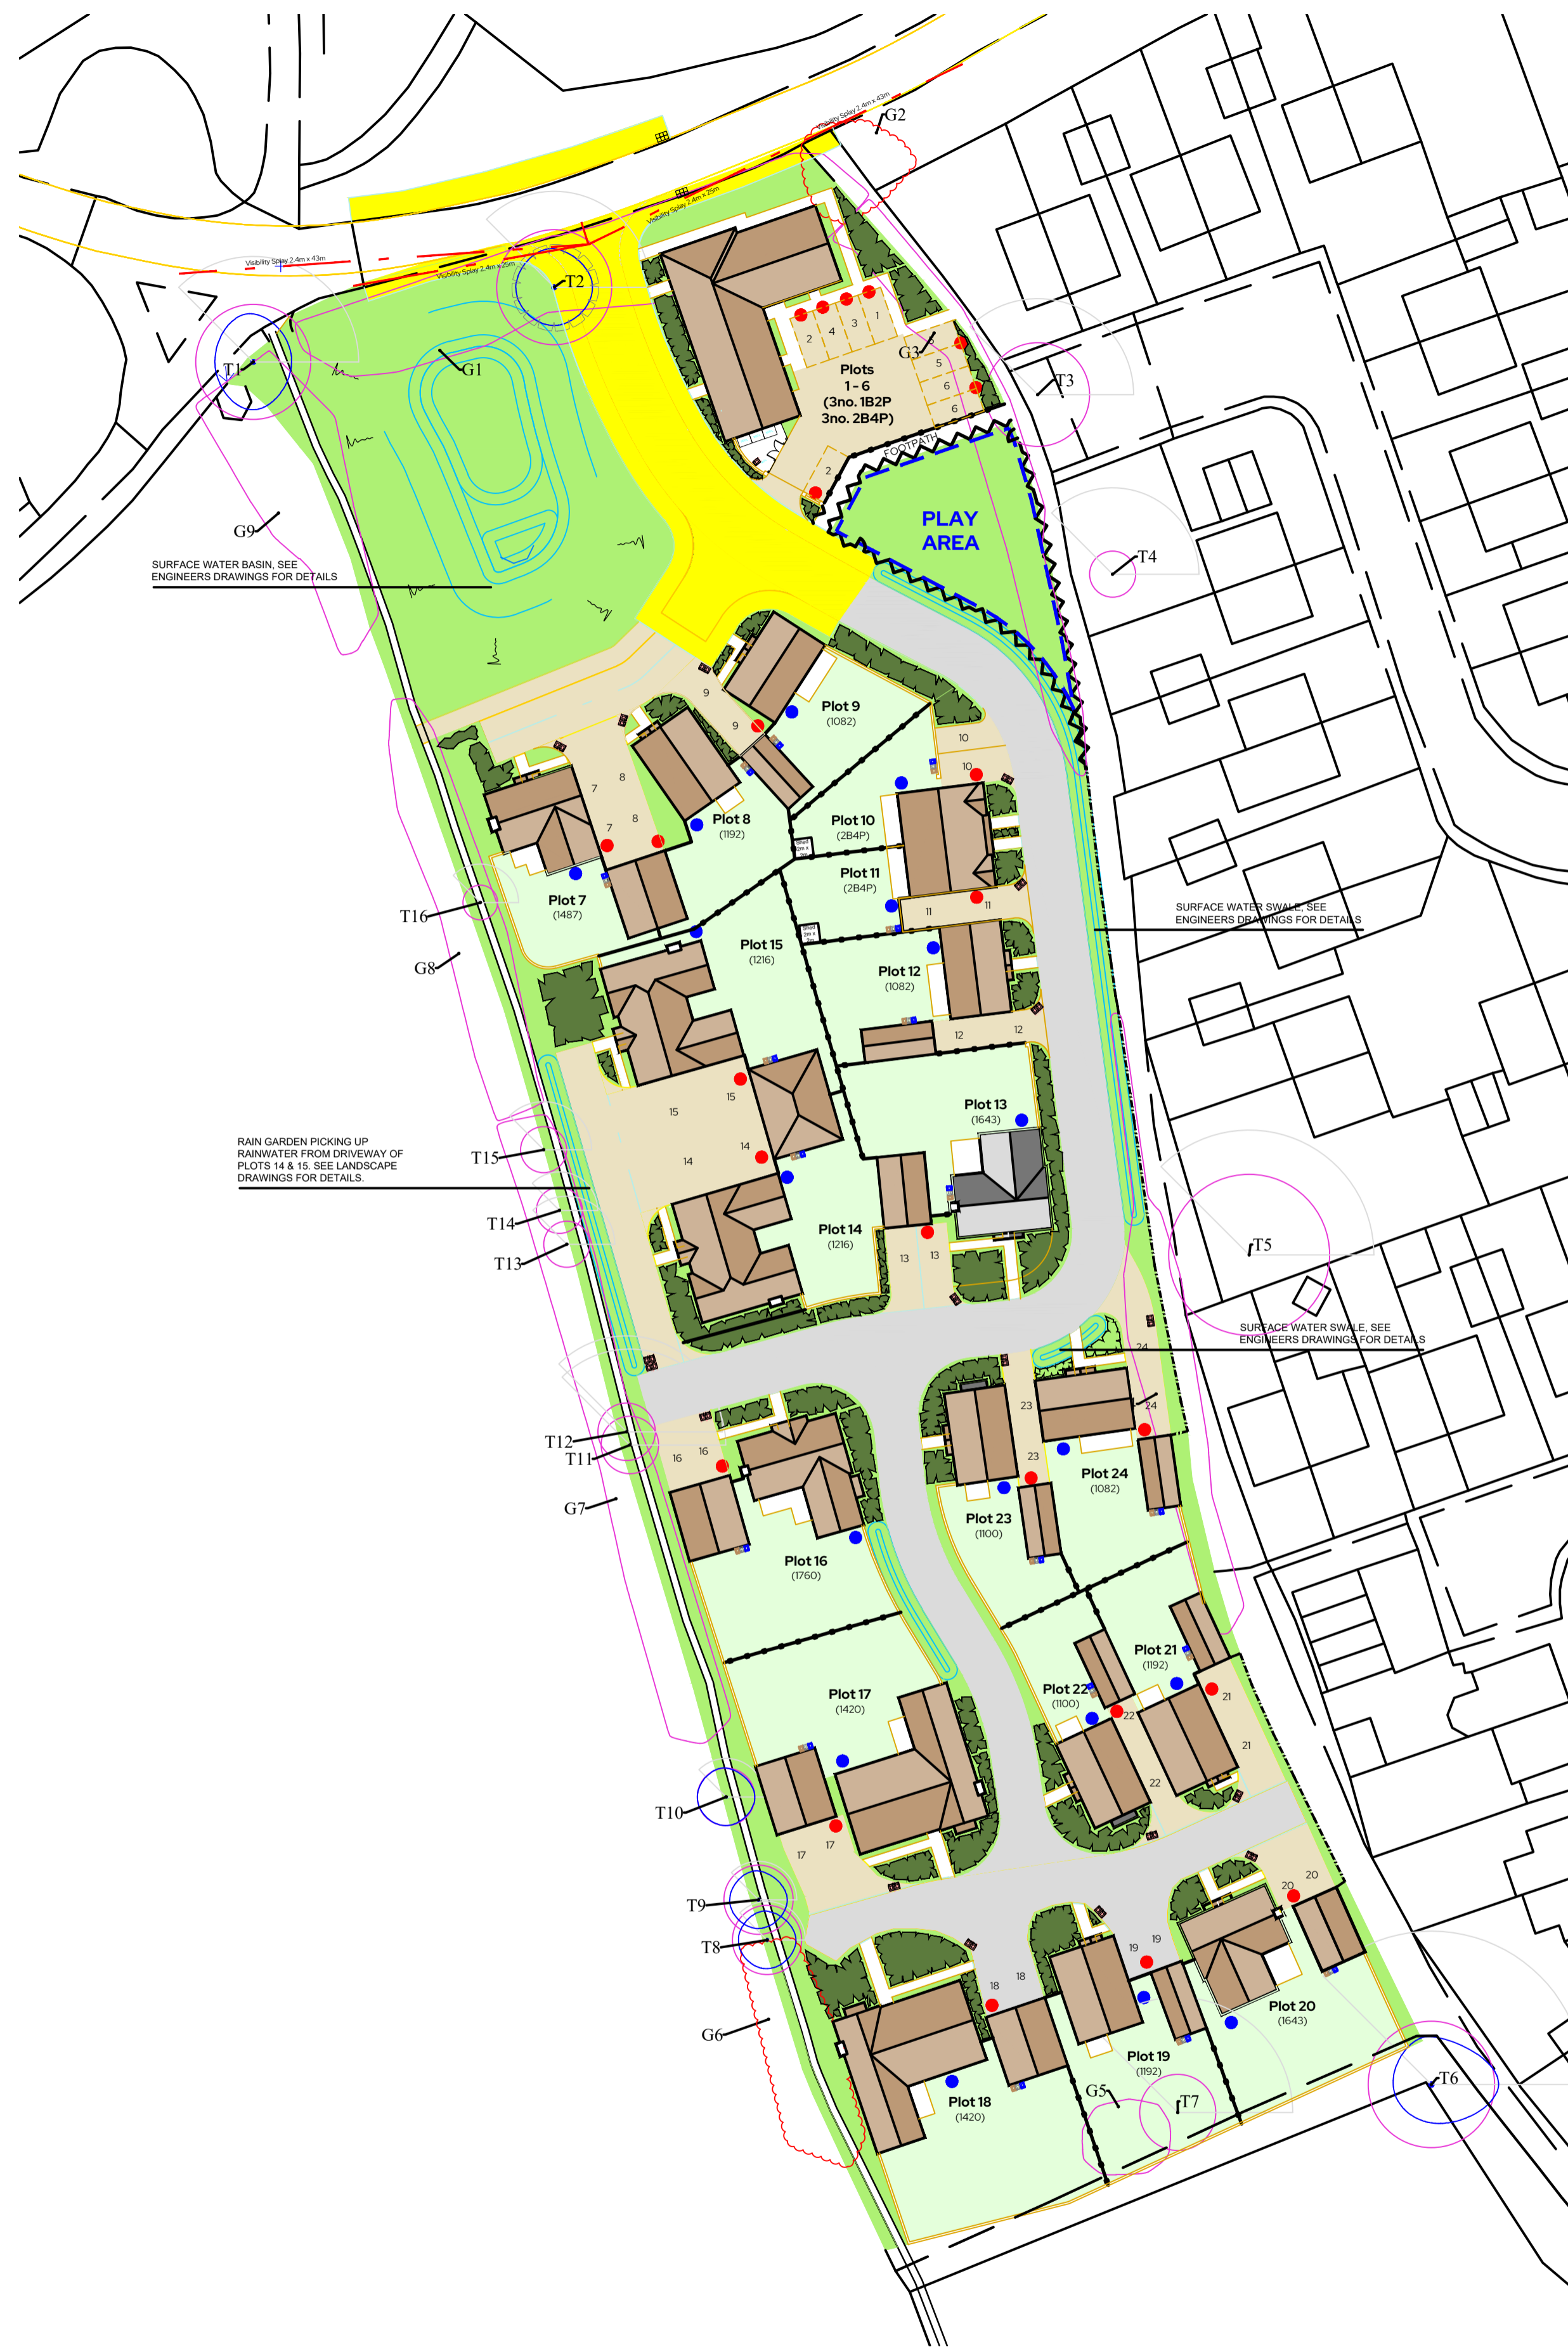 Visibility Splay 2.4m x 43m
G2
Visibility Splay 2.4m x 25m
Visibility Splay 2.4m x 43m
Visibility Splay 2.4m x 25m
T2
T1
G1
2
4
3
1
G3
5
6
6
T3
Plots
1 - 6
(3no. 1B2P
3no. 2B4P)
FOOTPATH
2
PLAY
AREA
G9
T4
SURFACE WATER BASIN, SEE
ENGINEERS DRAWINGS FOR DETAILS
9
9
Plot 9
(1082)
10
10
7
8
8
7
Plot 8
(1192)
Plot 10
(2B4P)
Shed
2m x
Plot 11
(2B4P)
Plot 7
(1487)
T16
11
11
SURFACE WATER SWALE, SEE
ENGINEERS DRAWINGS FOR DETAILS
Shed
2m x
Plot 15
(1216)
G8
Plot 12
(1082)
12
12
15
15
Plot 13
(1643)
RAIN GARDEN PICKING UP
RAINWATER FROM DRIVEWAY OF
PLOTS 14 & 15. SEE LANDSCAPE
DRAWINGS FOR DETAILS.
T15
14
14
T14
Plot 14
(1216)
T13
13
13
T5
SURFACE WATER SWALE, SEE
ENGINEERS DRAWINGS FOR DETAILS
24
24
23
23
T12
T11
16
16
Plot 24
(1082)
G7
Plot 23
(1100)
Plot 16
(1760)
Plot 21
(1192)
Plot 22
(1100)
Plot 17
(1420)
21
22
21
22
T10
17
17
T9
T8
20
20
19
19
18
18
G6
Plot 20
(1643)
Plot 19
(1192)
G5
T7
T6
Plot 18
(1420)